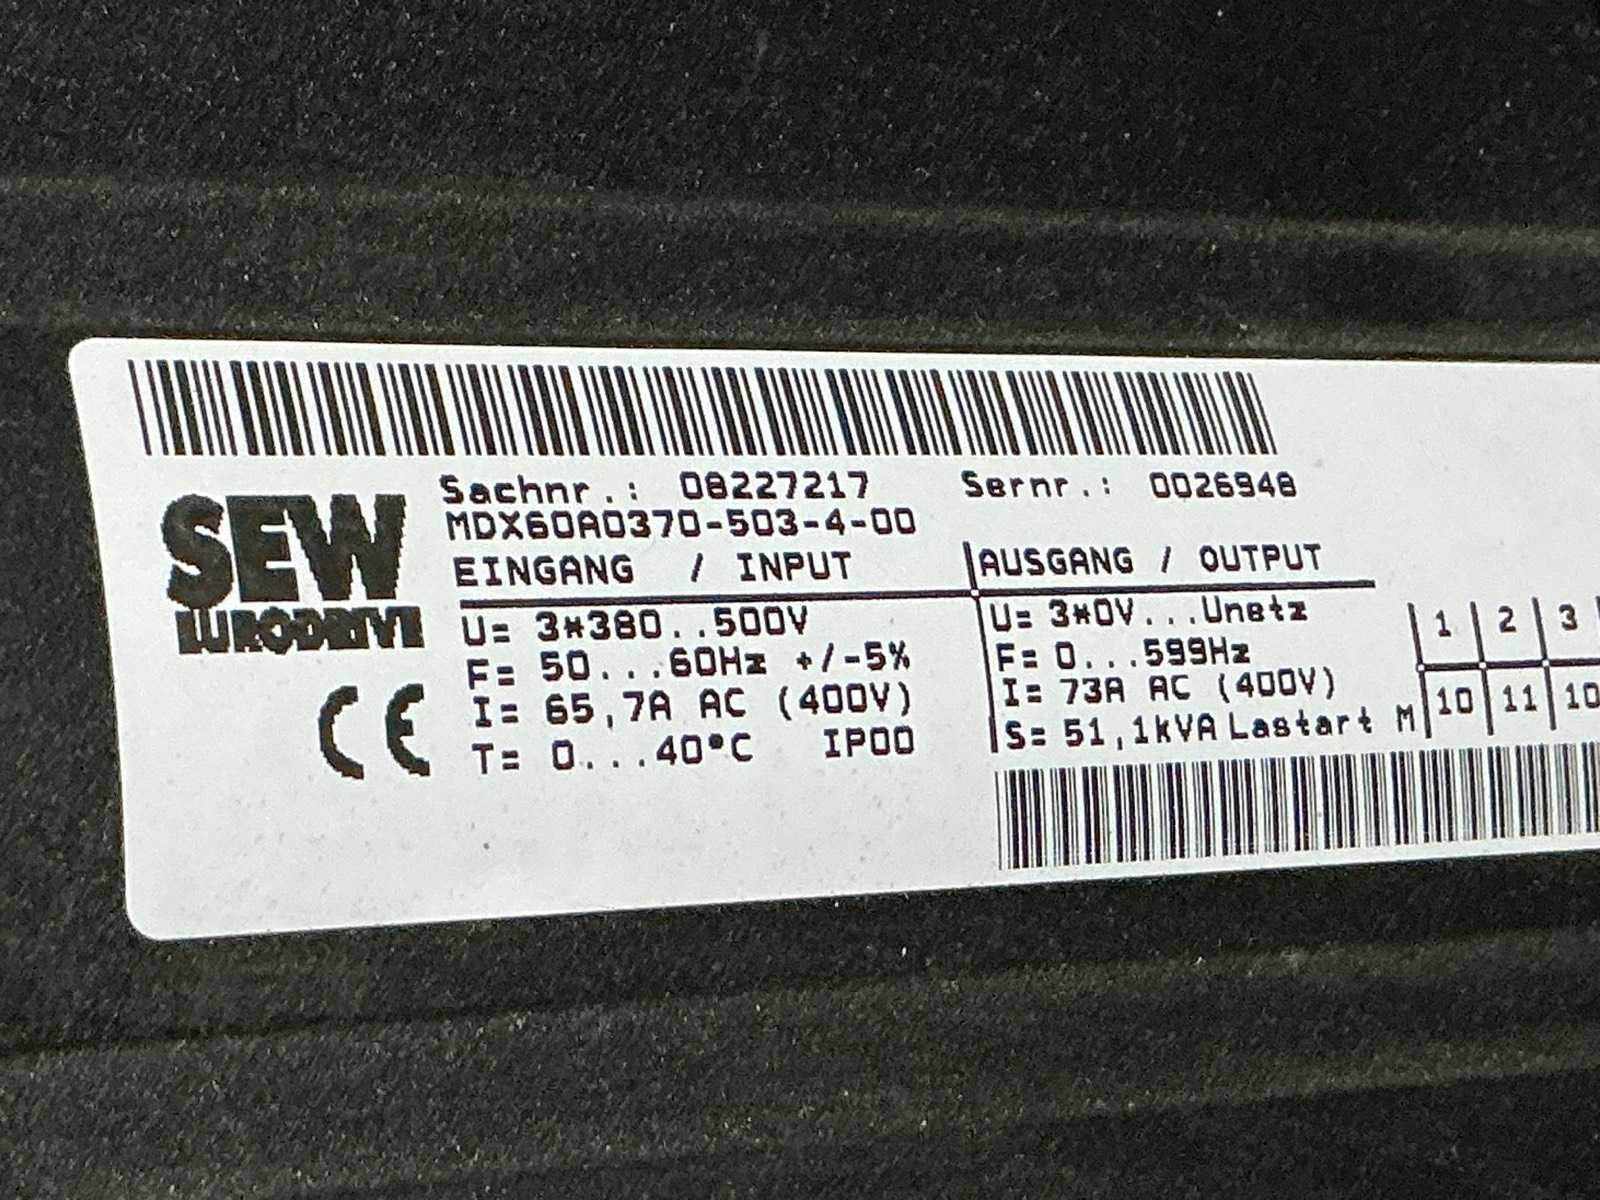 Sachnr.: 08227217 Sernr.: 0026948
MDX60A0370-503-4-00
SEW
EURODRIVE
EINGANG / INPUT
U= 3*380..500V
F= 50...60Hz +/-5%
I= 65,7A AC (400V)
T= 0...40°C IP00
AUSGANG / OUTPUT
U= 3*0V...Unetz
F= 0...599Hz
I= 73A AC (400V)
S= 51,1kVA Lastart M
1 2 3
10 11 10
CE